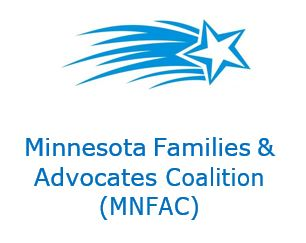 Minnesota Families &
Advocates Coalition
(MNFAC)